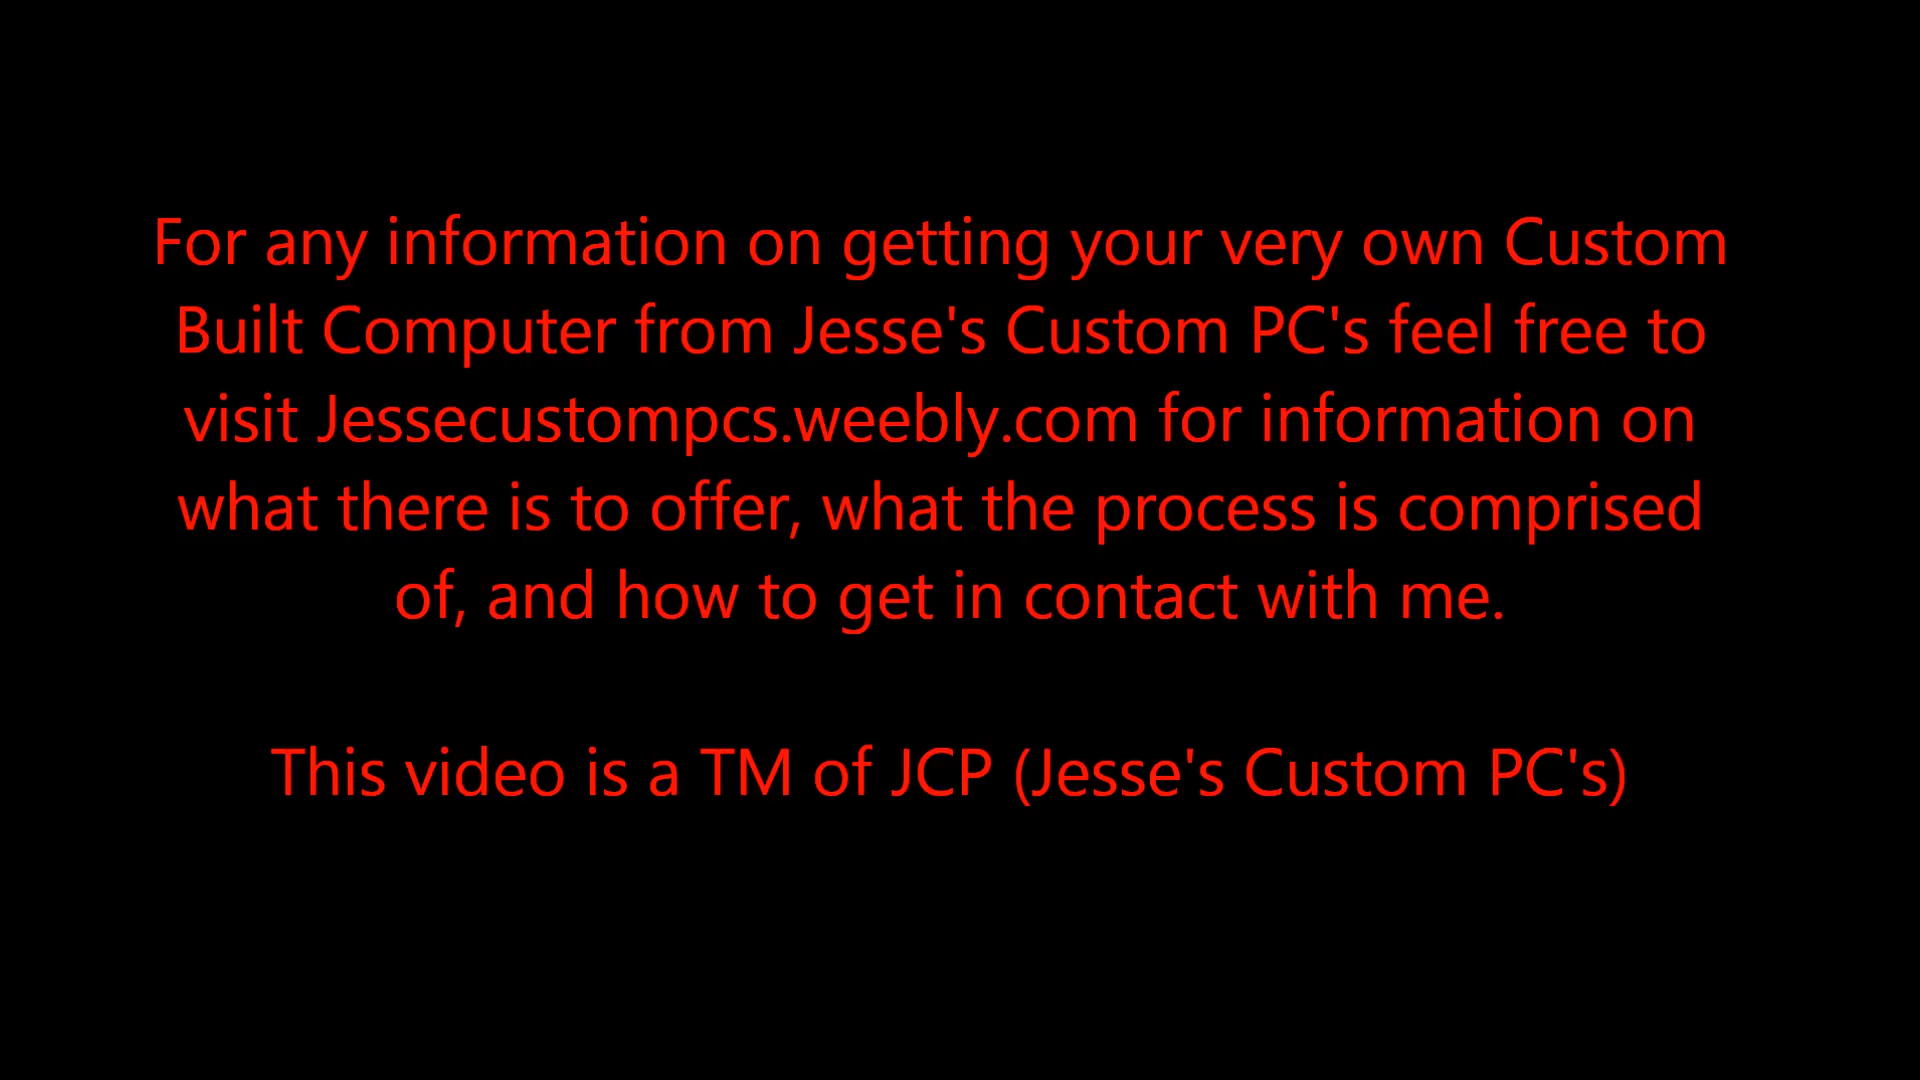 For any information on getting your very own Custom
Built Computer from Jesse's Custom PC's feel free to
visit Jessecustompcs.weebly.com for information on
what there is to offer, what the process is comprised
of, and how to get in contact with me.
This video is a TM of JCP (Jesse's Custom PC's)